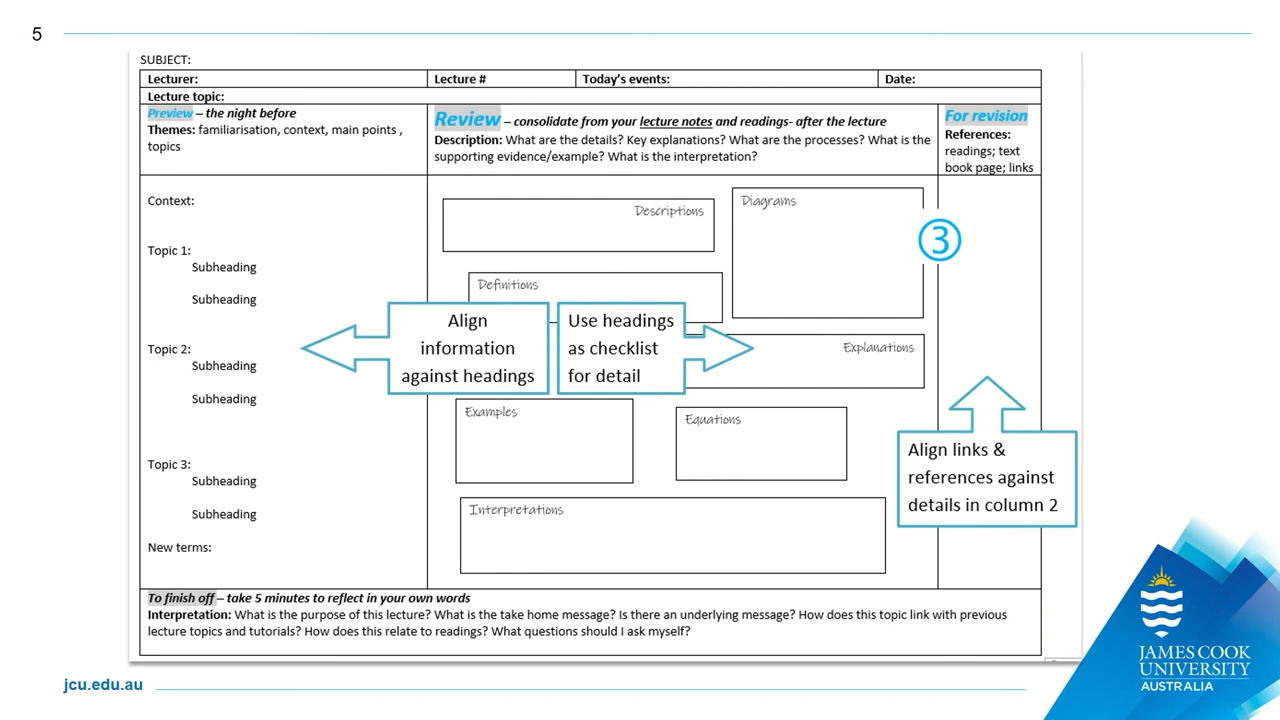 5
SUBJECT:
Lecturer:
Lecture #
Today's events:
Date:
Lecture topic:
Preview – the night before
Themes: familiarisation, context, main points ,
topics
Review – consolidate from your lecture notes and readings- after the lecture
Description: What are the details? Key explanations? What are the processes? What is the
supporting evidence/example? What is the interpretation?
For revision
References:
readings; text
book page; links
Context:
Topic 1:
Subheading
Subheading
Topic 2:
Subheading
Subheading
Topic 3:
Subheading
Subheading
New terms:
Descriptions
Diagrams
3
Definitions
Align
information
against headings
Use headings
as checklist
for detail
Explanations
Examples
Equations
Interpretations
Align links &
references against
details in column 2
To finish off – take 5 minutes to reflect in your own words
Interpretation: What is the purpose of this lecture? What is the take home message? Is there an underlying message? How does this topic link with previous
lecture topics and tutorials? How does this relate to readings? What questions should I ask myself?
jcu.edu.au
JAMES COOK
UNIVERSITY
AUSTRALIA